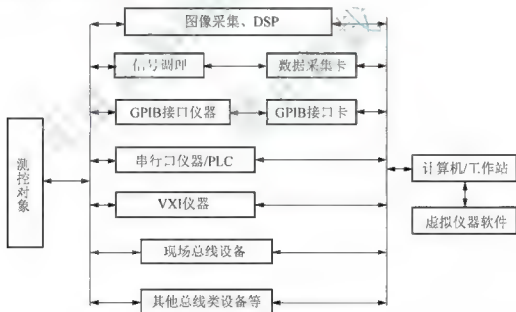 图像采集、DSP
信号调理
数据采集卡
GPIB接口仪器
GPIB接口卡
测控对象
串行口仪器/PLC
计算机/工作站
VXI仪器
虚拟仪器软件
现场总线设备
其他总线类设备等